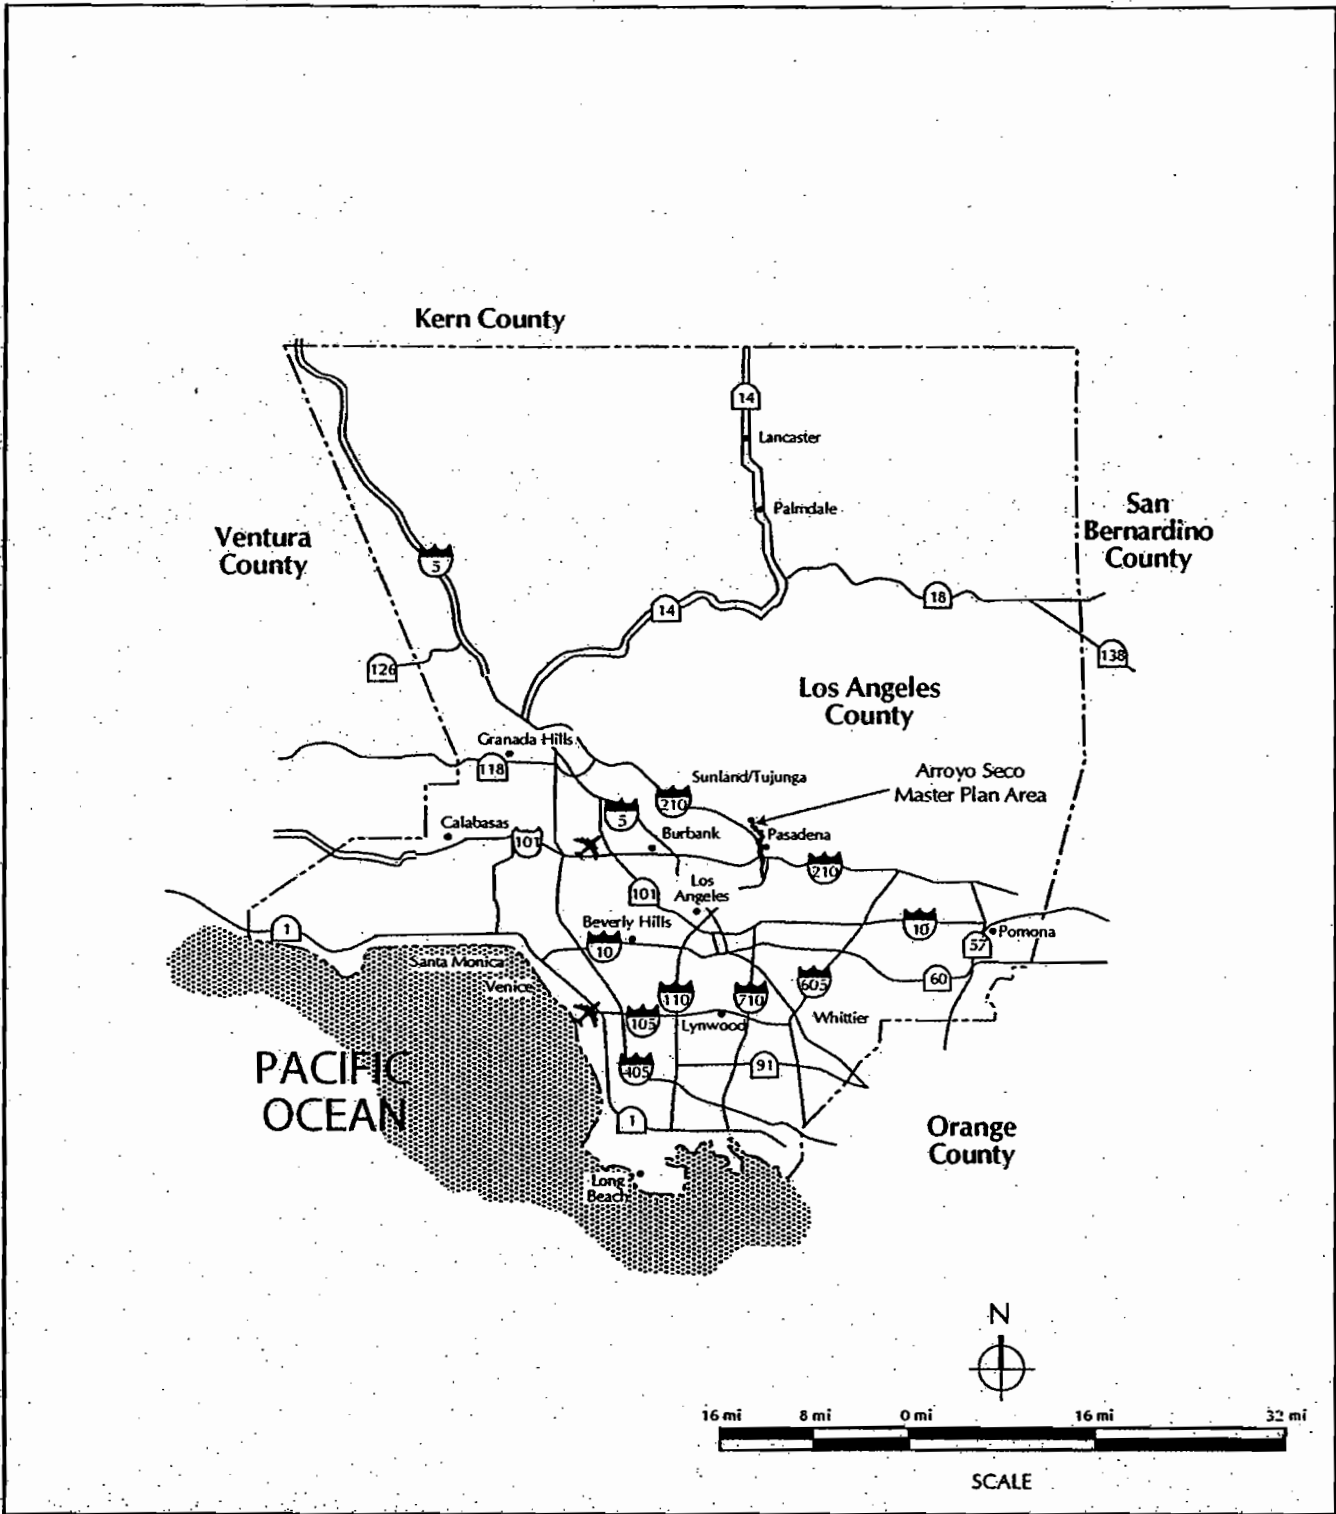 Kern County
14
Lancaster
Palmdale
San
Bernardino
County
Ventura
County
5
14
18
138
126
Los Angeles
County
Granada Hills
118
Sunland/Tujunga
Arroyo Seco
Master Plan Area
210
5
Calabasas
101
Burbank
Pasadena
210
Los
Angeles
101
Beverly Hills
1
10
10
Pomona
57
Santa Monica
Venice
60
605
110
710
105
Lynwood
Whittier
405
91
PACIFIC
OCEAN
1
Orange
County
Long
Beach
N
16 mi
8 mi
0 mi
16 mi
32 mi
SCALE